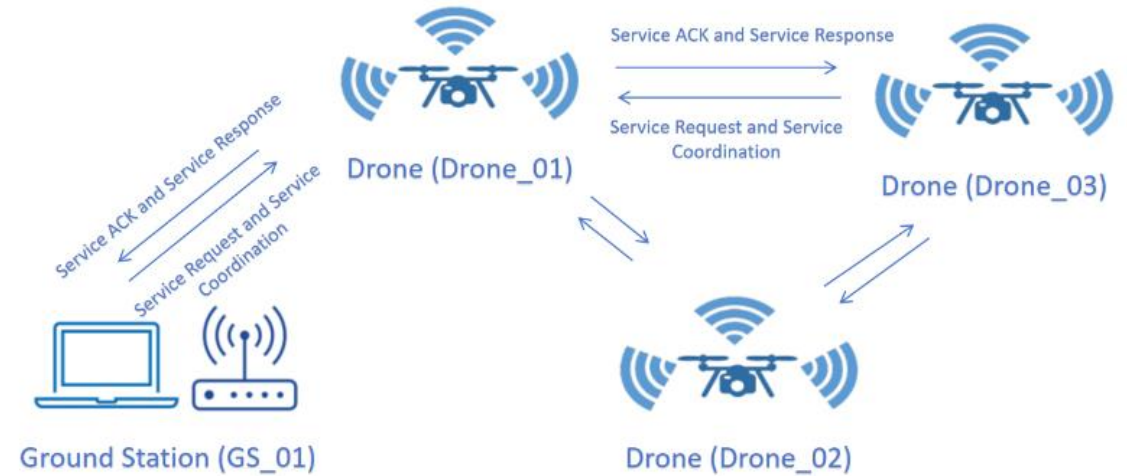 Service ACK and Service Response
Service Request and Service
Coordination
Drone (Drone_01)
Drone (Drone_03)
Service ACK and Service Response
Service Request and Service
Coordination
Ground Station (GS_01)
Drone (Drone_02)